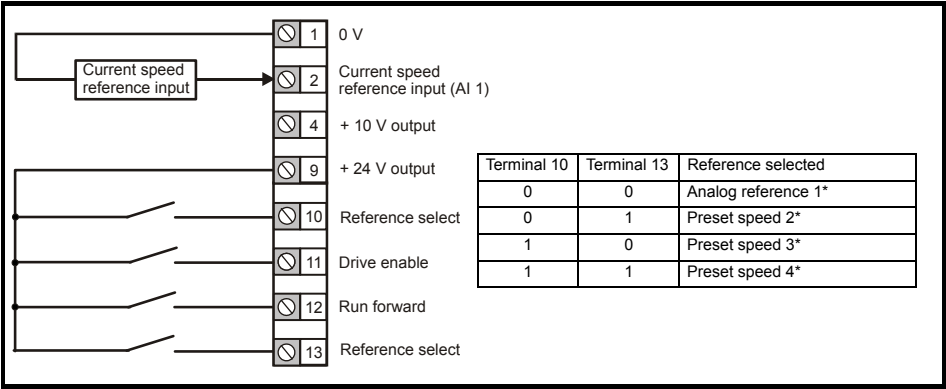 1 0 V
Current speed
reference input
2 Current speed
reference input (AI 1)
4 + 10 V output
9 + 24 V output
10 Reference select
11 Drive enable
12 Run forward
13 Reference select
Terminal 10 Terminal 13 Reference selected
0 0 Analog reference 1*
0 1 Preset speed 2*
1 0 Preset speed 3*
1 1 Preset speed 4*